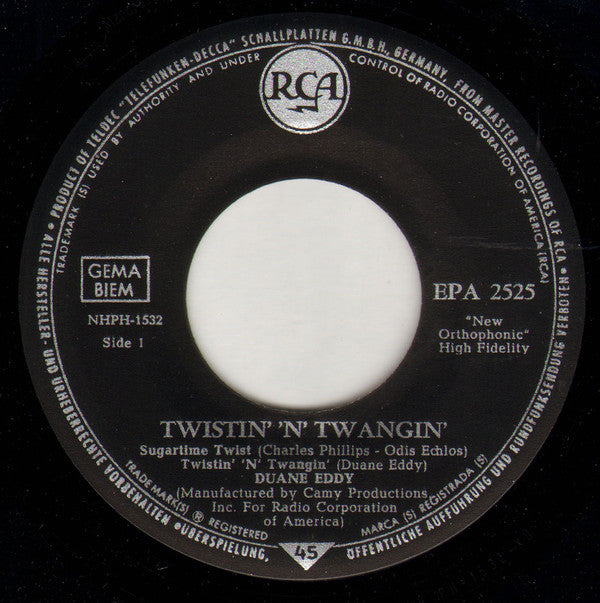 • PRODUCT OF TELDEC "TELEFUNKEN-DECCA" SCHALLPLATTEN G.M.B.H., GERMANY, FROM MASTER RECORDINGS OF RCA •
TRADEMARK (S) USED BY AUTHORITY AND UNDER CONTROL OF RADIO CORPORATION OF AMERICA (RCA)
RCA
GEMA
BIEM
NHPH-1532
Side 1
EPA 2525
"New
Orthophonic"
High Fidelity
TWISTIN' 'N' TWANGIN'
Sugartime Twist (Charles Phillips - Odis Echlos)
Twistin' 'N' Twangin' (Duane Eddy)
DUANE EDDY
(Manufactured by Camy Productions
Inc. For Radio Corporation
of America)
TRADEMARK(S) ® REGISTERED
MARCA (S) REGISTRADA (S)
45
ALLE HERSTELLER- UND URHEBERRECHTE VORBEHALTEN • ÜBERSPIELUNG, ÖFFENTLICHE AUFFÜHRUNG UND RUNDFUNKSENDUNG VERBOTEN